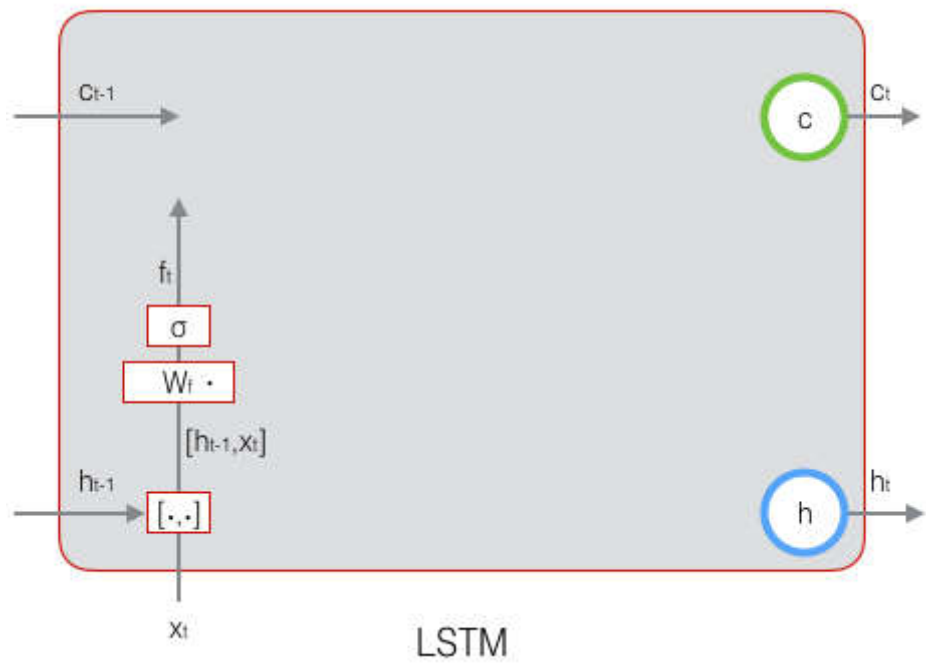 Ct-1
c
Ct
ft
σ
Wf ·
[ht-1,xt]
ht-1
[.,.]
h
ht
xt
LSTM